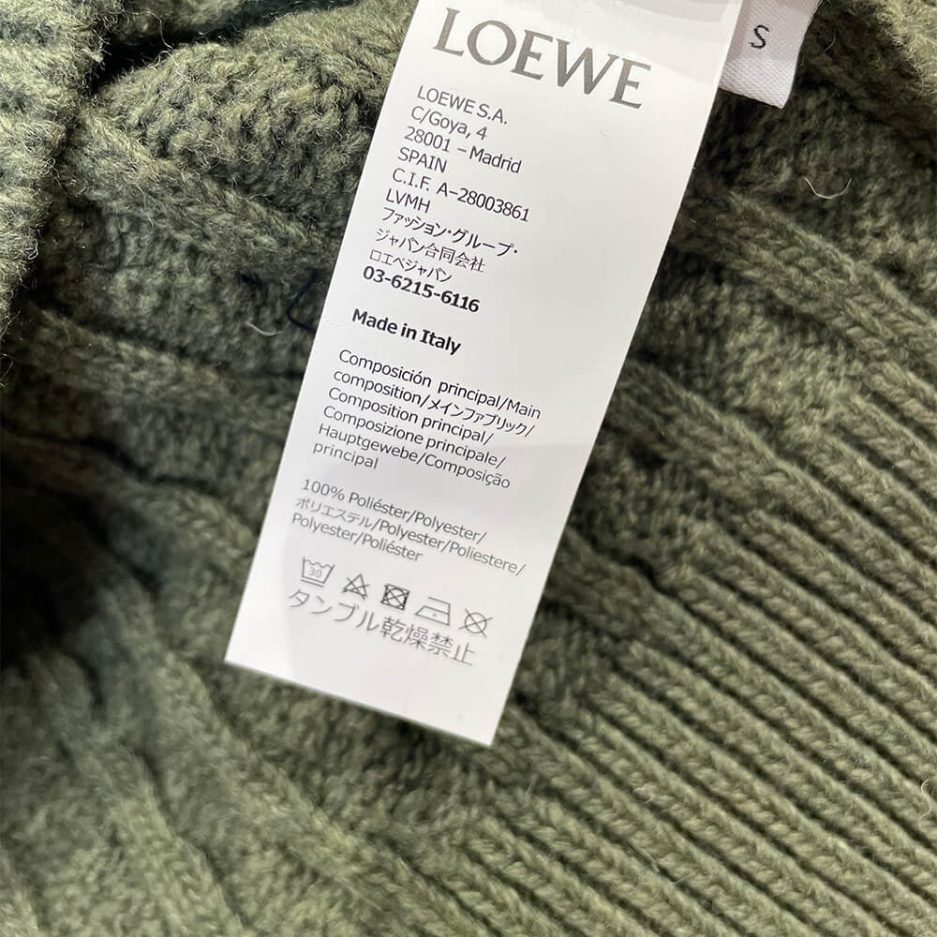 LOEWE
S
LOEWE S.A.
C/Goya, 4
28001 – Madrid
SPAIN
C.I.F. A-28003861
LVMH
ファッション・グループ・
ジャパン合同会社
ロエベジャパン
03-6215-6116
Made in Italy
Composición principal/Main
composition/メインファブリック/
Composition principal/
Composizione principale/
Hauptgewebe/Composição
principal
100% Poliéster/Polyester/
ポリエステル/Polyester/Poliestere/
Polyester/Poliéster
30
タンブル乾燥禁止